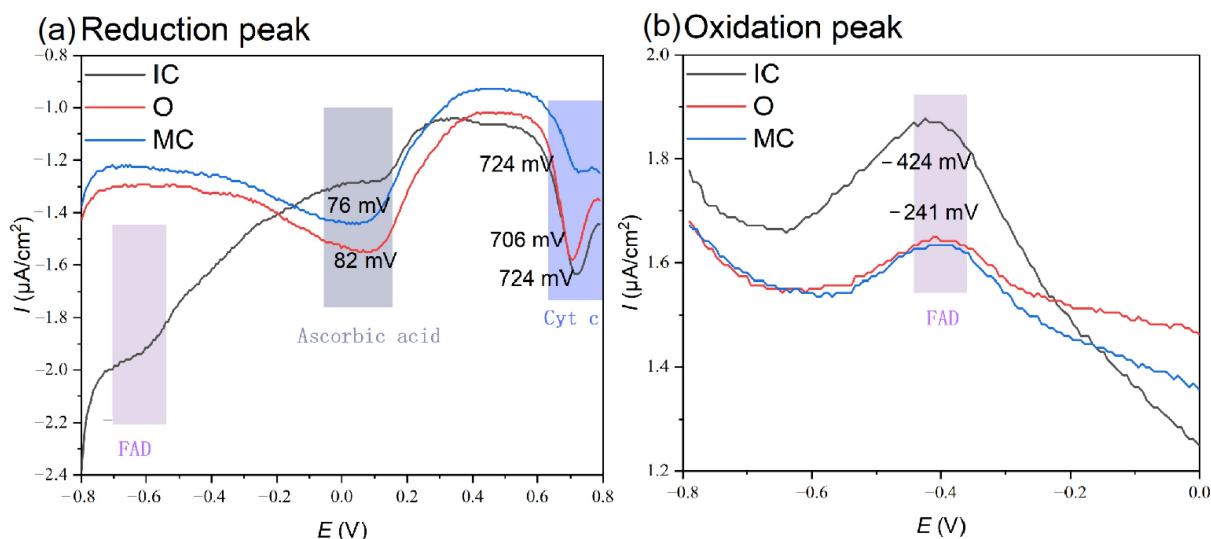 (a) Reduction peak
−0.8
−1.0
−1.2
−1.4
−1.6
−1.8
−2.0
−2.2
−2.4
I (μA/cm²)
IC
O
MC
724 mV
76 mV
706 mV
82 mV
724 mV
Cyt c
Ascorbic acid
FAD
−0.8 −0.6 −0.4 −0.2 0.0 0.2 0.4 0.6 0.8
E (V)
(b) Oxidation peak
2.0
1.8
1.6
1.4
1.2
I (μA/cm²)
IC
O
MC
−424 mV
−241 mV
FAD
−0.8 −0.6 −0.4 −0.2 0.0
E (V)